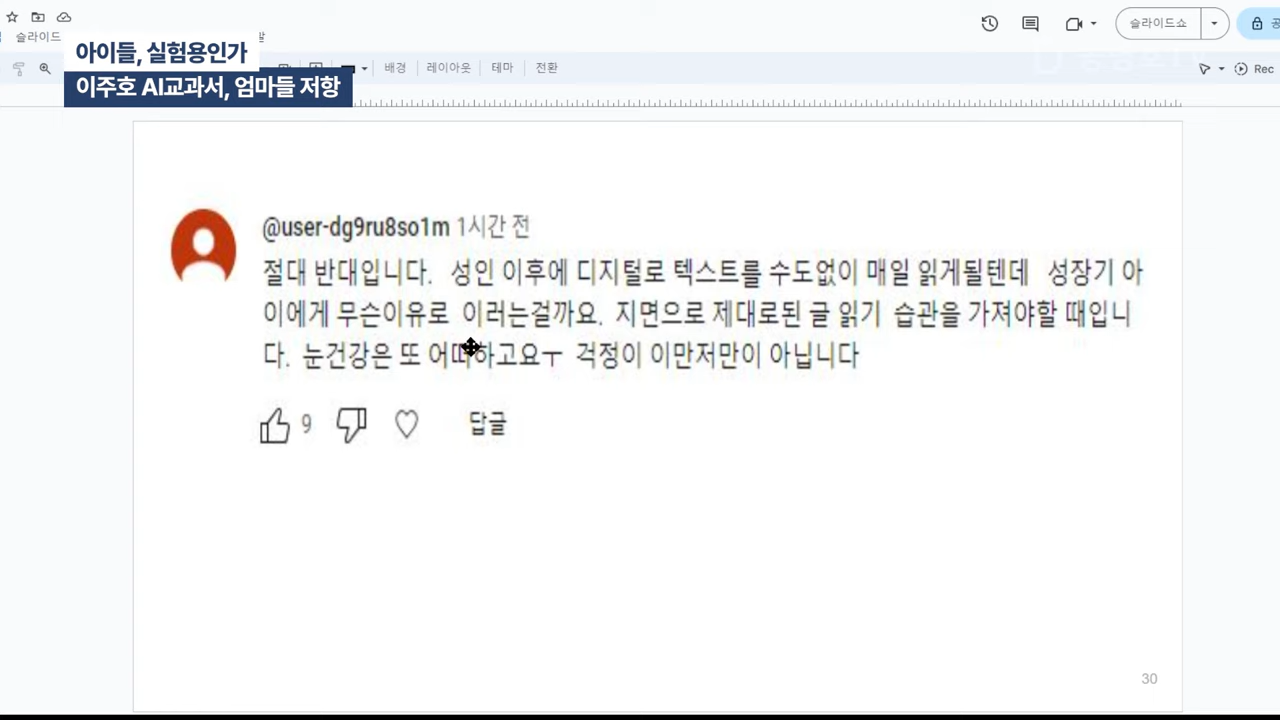 슬라이드
아이들, 실험용인가
이주호 AI교과서, 엄마들 저항
슬라이드쇼
배경 레이아웃 테마 전환
Rec
@user-dg9ru8so1m 1시간 전
절대 반대입니다. 성인 이후에 디지털로 텍스트를 수도없이 매일 읽게될텐데 성장기 아
이에게 무슨이유로 이러는걸까요. 지면으로 제대로된 글 읽기 습관을 가져야할 때입니
다. 눈건강은 또 어떠하고요ㅜ 걱정이 이만저만이 아닙니다
9 답글
30